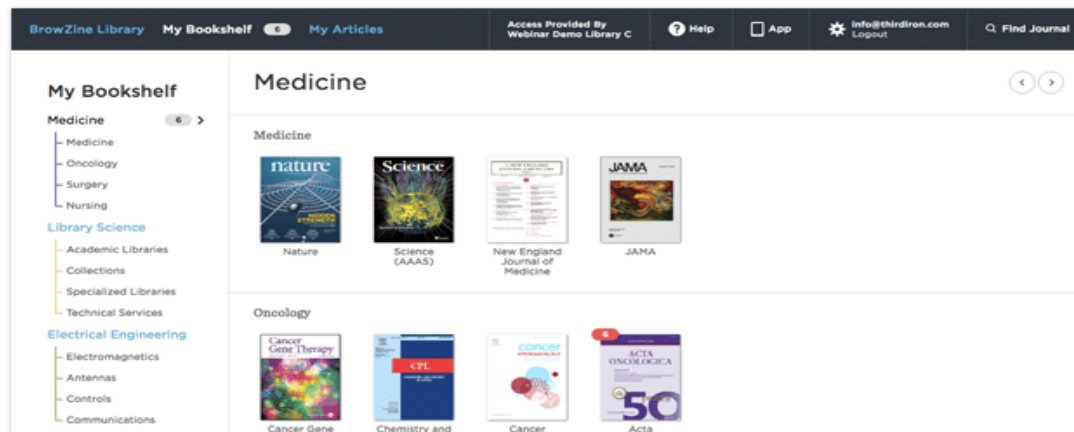 BrowZine Library My Bookshelf 6 My Articles
Access Provided By
Webinar Demo Library C
Help
App
info@thirdiron.com
Logout
Find Journal
My Bookshelf
Medicine 6
Medicine
Oncology
Surgery
Nursing
Library Science
Academic Libraries
Collections
Specialized Libraries
Technical Services
Electrical Engineering
Electromagnetics
Antennas
Controls
Communications
Medicine
Medicine
nature
HIDDEN
STRENGTH
Science
JAMA
Nature
Science
(AAAS)
New England
Journal of
Medicine
JAMA
Oncology
Cancer
Gene Therapy
CPL
cancer
EPIDEMIOLOGY
6
ACTA
ONCOLOGICA
50
Cancer Gene
Chemistry and
Cancer
Acta